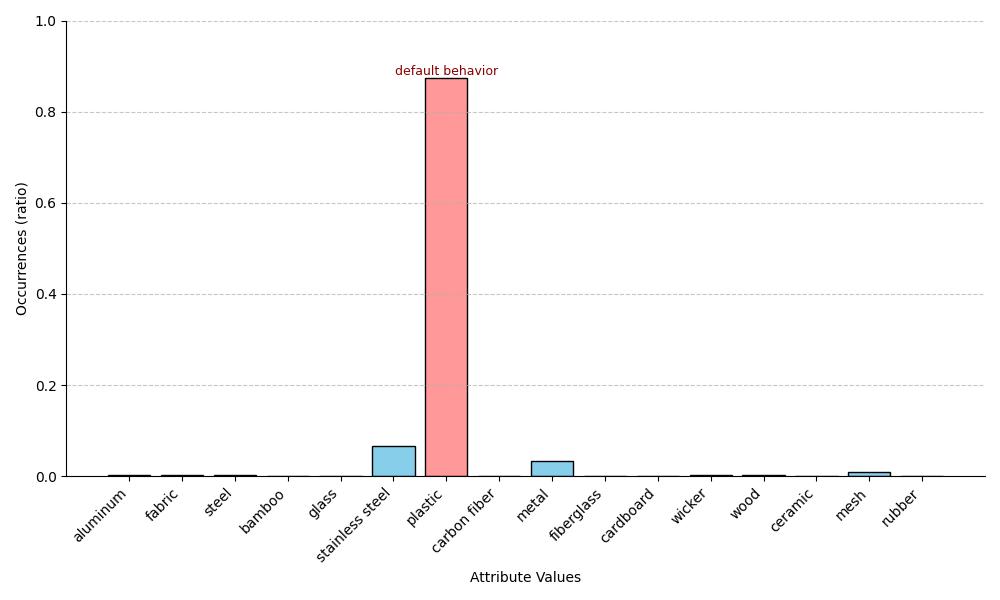 1.0
default behavior
0.8
0.6
0.4
0.2
0.0
Occurrences (ratio)
aluminum
fabric
steel
bamboo
glass
stainless steel
plastic
carbon fiber
metal
fiberglass
cardboard
wicker
wood
ceramic
mesh
rubber
Attribute Values